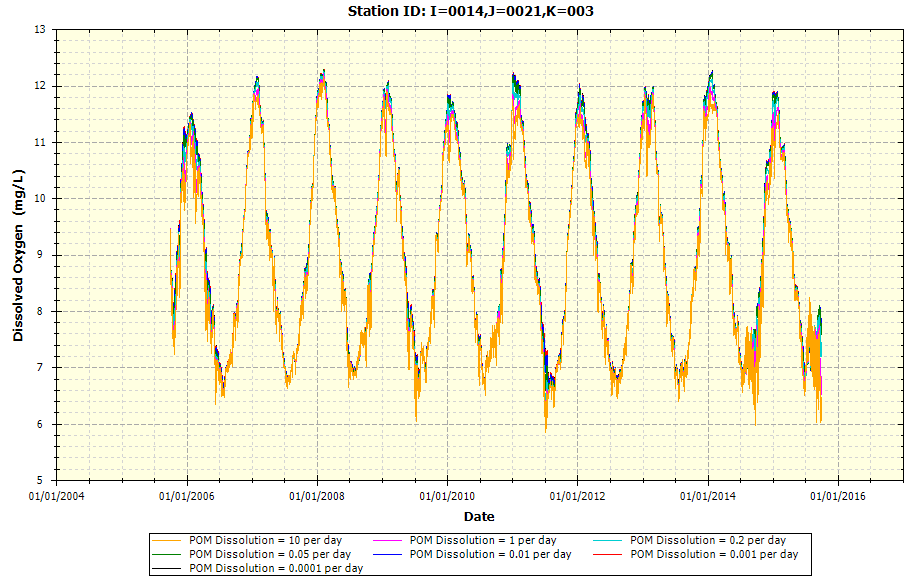 Station ID: I=0014,J=0021,K=003
Dissolved Oxygen (mg/L)
13
12
11
10
9
8
7
6
5
01/01/2004 01/01/2006 01/01/2008 01/01/2010 01/01/2012 01/01/2014 01/01/2016
Date
POM Dissolution = 10 per day POM Dissolution = 1 per day POM Dissolution = 0.2 per day
POM Dissolution = 0.05 per day POM Dissolution = 0.01 per day POM Dissolution = 0.001 per day
POM Dissolution = 0.0001 per day